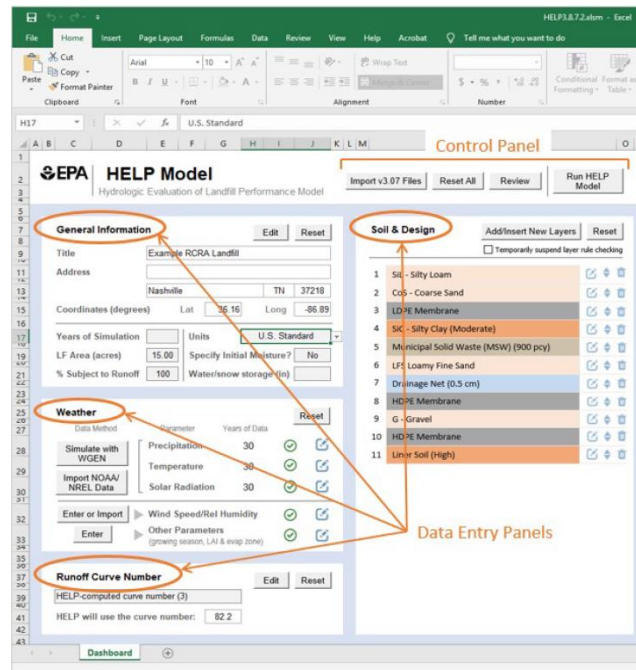 HELP3.8.7.2.xlsm - Excel
File Home Insert Page Layout Formulas Data Review View Help Acrobat Tell me what you want to do
Cut
Copy
Format Painter
Paste
Arial 10
Wrap Text
Merge & Center
Conditional Format as
Formatting Table
Clipboard Font Alignment Number
H17 fx U.S. Standard
A B C D E F G H I J K L M O
Control Panel
EPA HELP Model
Hydrologic Evaluation of Landfill Performance Model
Import v3.07 Files Reset All Review Run HELP Model
General Information Edit Reset
Title Example RCRA Landfill
Address
Nashville TN 37218
Coordinates (degrees) Lat 36.16 Long -86.89
Years of Simulation Units U.S. Standard
LF Area (acres) 15.00 Specify Initial Moisture? No
% Subject to Runoff 100 Water/snow storage (in)
Weather Reset
Data Method Parameter Years of Data
Simulate with WGEN
Precipitation 30
Temperature 30
Import NOAA/ NREL Data
Solar Radiation 30
Enter or Import Wind Speed/Rel Humidity
Enter Other Parameters
(growing season, LAI & evap zone)
Runoff Curve Number Edit Reset
HELP-computed curve number (3)
HELP will use the curve number: 82.2
Soil & Design Add/Insert New Layers Reset
Temporarily suspend layer rule checking
1 SiL - Silty Loam
2 CoS - Coarse Sand
3 LDPE Membrane
4 SiC - Silty Clay (Moderate)
5 Municipal Solid Waste (MSW) (900 pcy)
6 LFS Loamy Fine Sand
7 Drainage Net (0.5 cm)
8 HDPE Membrane
9 G - Gravel
10 HDPE Membrane
11 Liner Soil (High)
Data Entry Panels
Dashboard